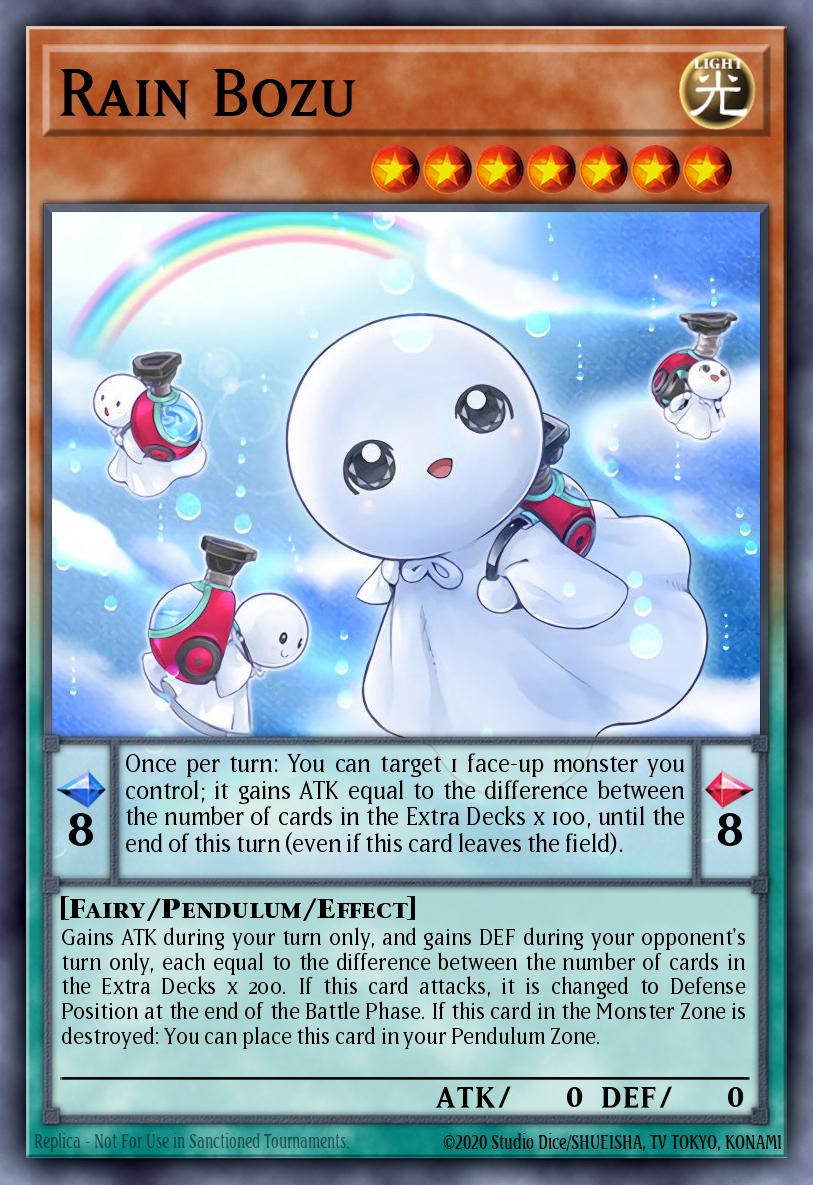 Rain Bozu
LIGHT
光
Once per turn: You can target 1 face-up monster you
control; it gains ATK equal to the difference between
the number of cards in the Extra Decks x 100, until the
end of this turn (even if this card leaves the field).
8
8
[Fairy/Pendulum/Effect]
Gains ATK during your turn only, and gains DEF during your opponent's
turn only, each equal to the difference between the number of cards in
the Extra Decks x 200. If this card attacks, it is changed to Defense
Position at the end of the Battle Phase. If this card in the Monster Zone is
destroyed: You can place this card in your Pendulum Zone.
ATK/ 0 DEF/ 0
Replica - Not For Use in Sanctioned Tournaments.
©2020 Studio Dice/SHUEISHA, TV TOKYO, KONAMI